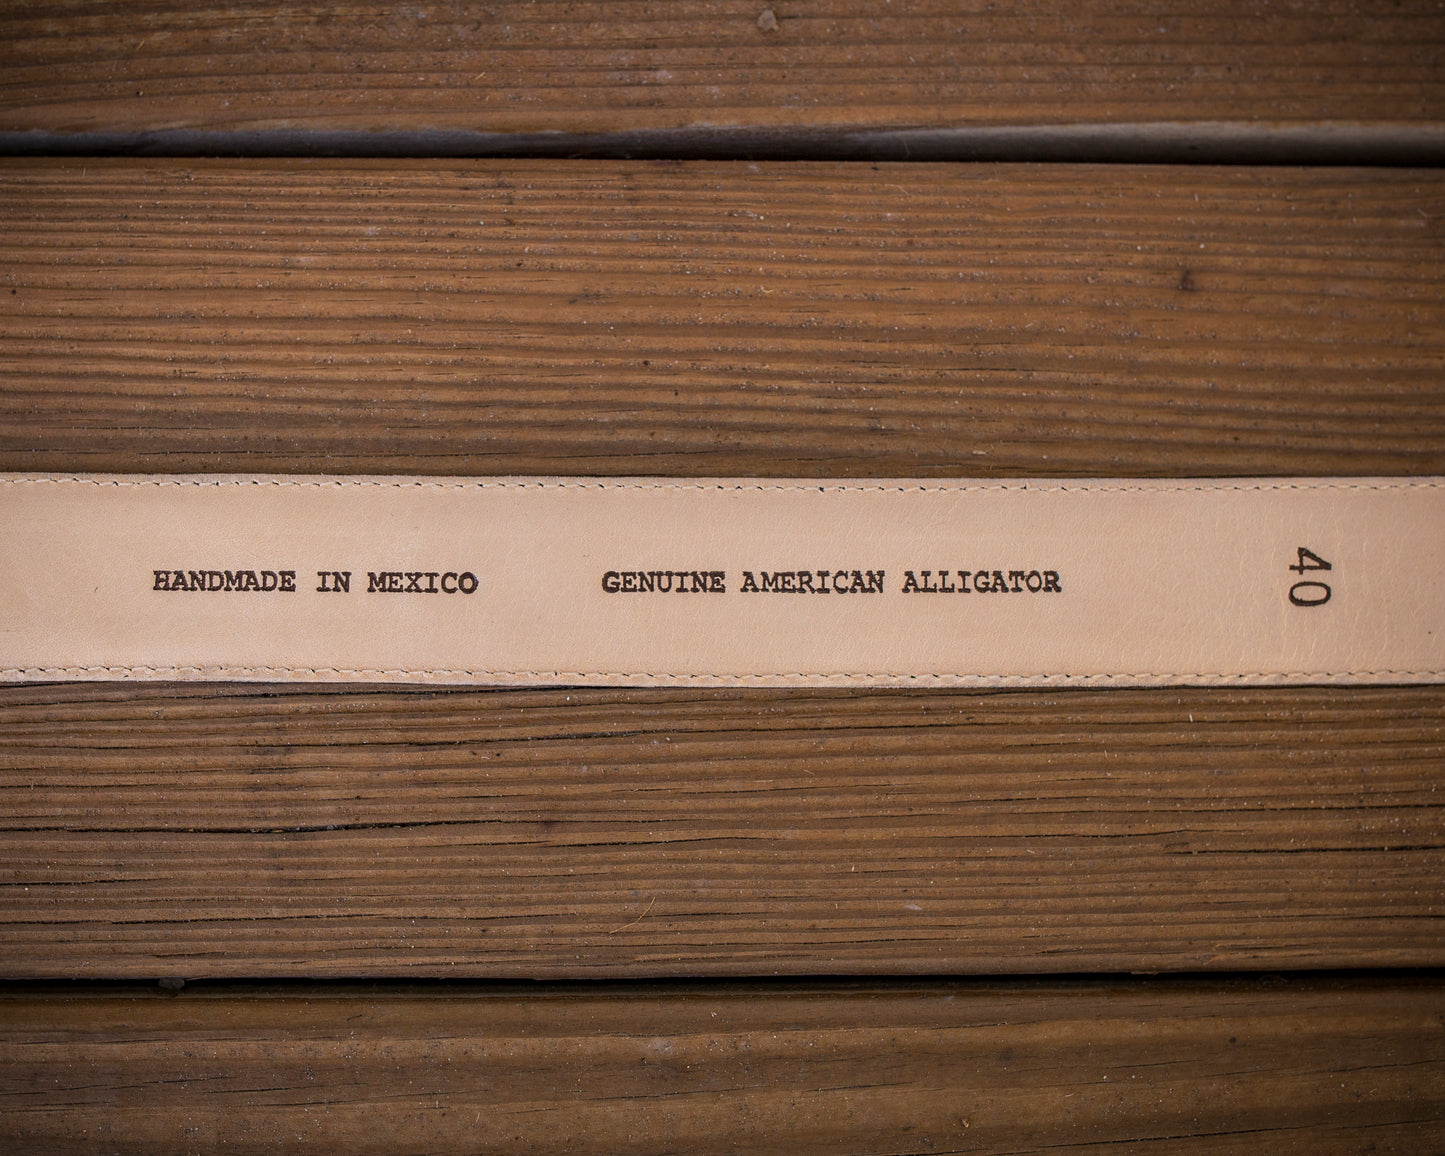 HANDMADE IN MEXICO
GENUINE AMERICAN ALLIGATOR
40